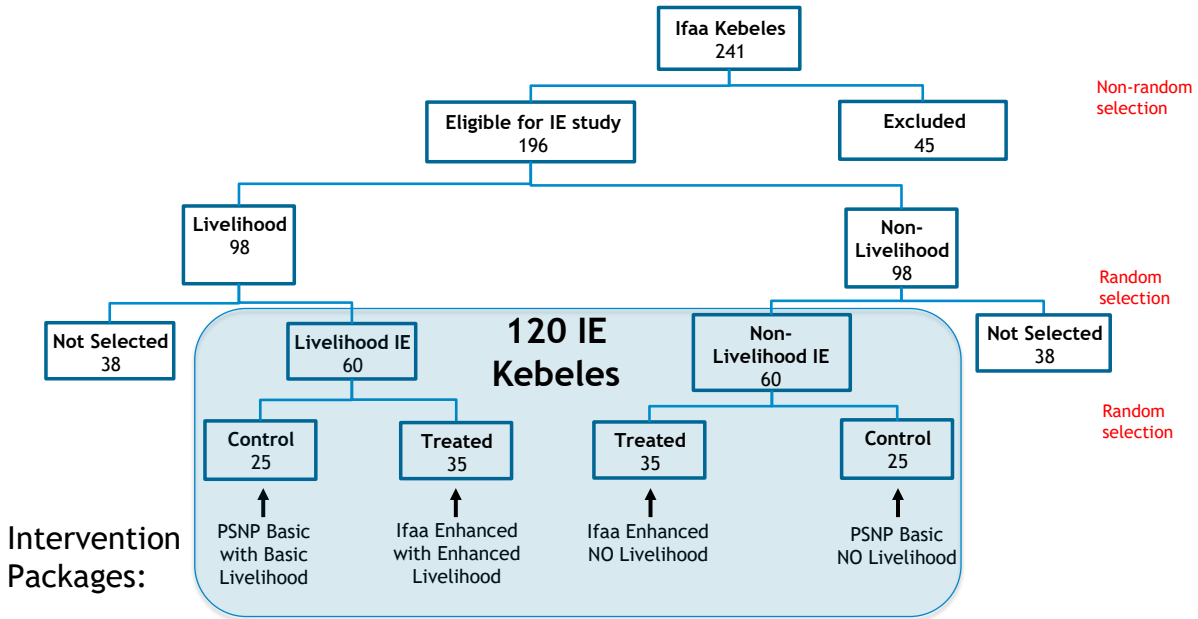 Ifaa Kebeles
241
Non-random
selection
Eligible for IE study
196
Excluded
45
Livelihood
98
Non-
Livelihood
98
Random
selection
Not Selected
38
Livelihood IE
60
120 IE
Kebeles
Non-
Livelihood IE
60
Not Selected
38
Random
selection
Control
25
Treated
35
Treated
35
Control
25
Intervention
Packages:
PSNP Basic
with Basic
Livelihood
Ifaa Enhanced
with Enhanced
Livelihood
Ifaa Enhanced
NO Livelihood
PSNP Basic
NO Livelihood